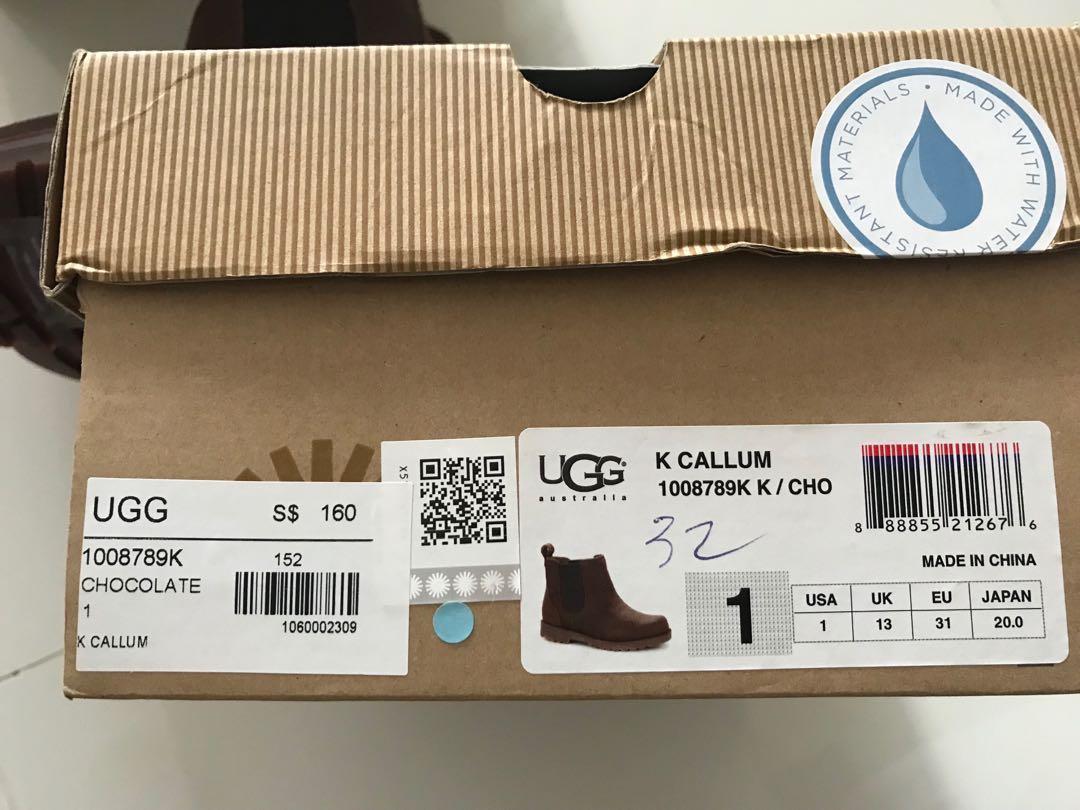 MADE WITH WATER RESISTANT MATERIALS •
UGG S$ 160
1008789K 152
CHOCOLATE
1
1060002309
K CALLUM
X5
UGG®
australia
K CALLUM
1008789K K / CHO
32
8 88855 21267 6
MADE IN CHINA
1
USA UK EU JAPAN
1 13 31 20.0